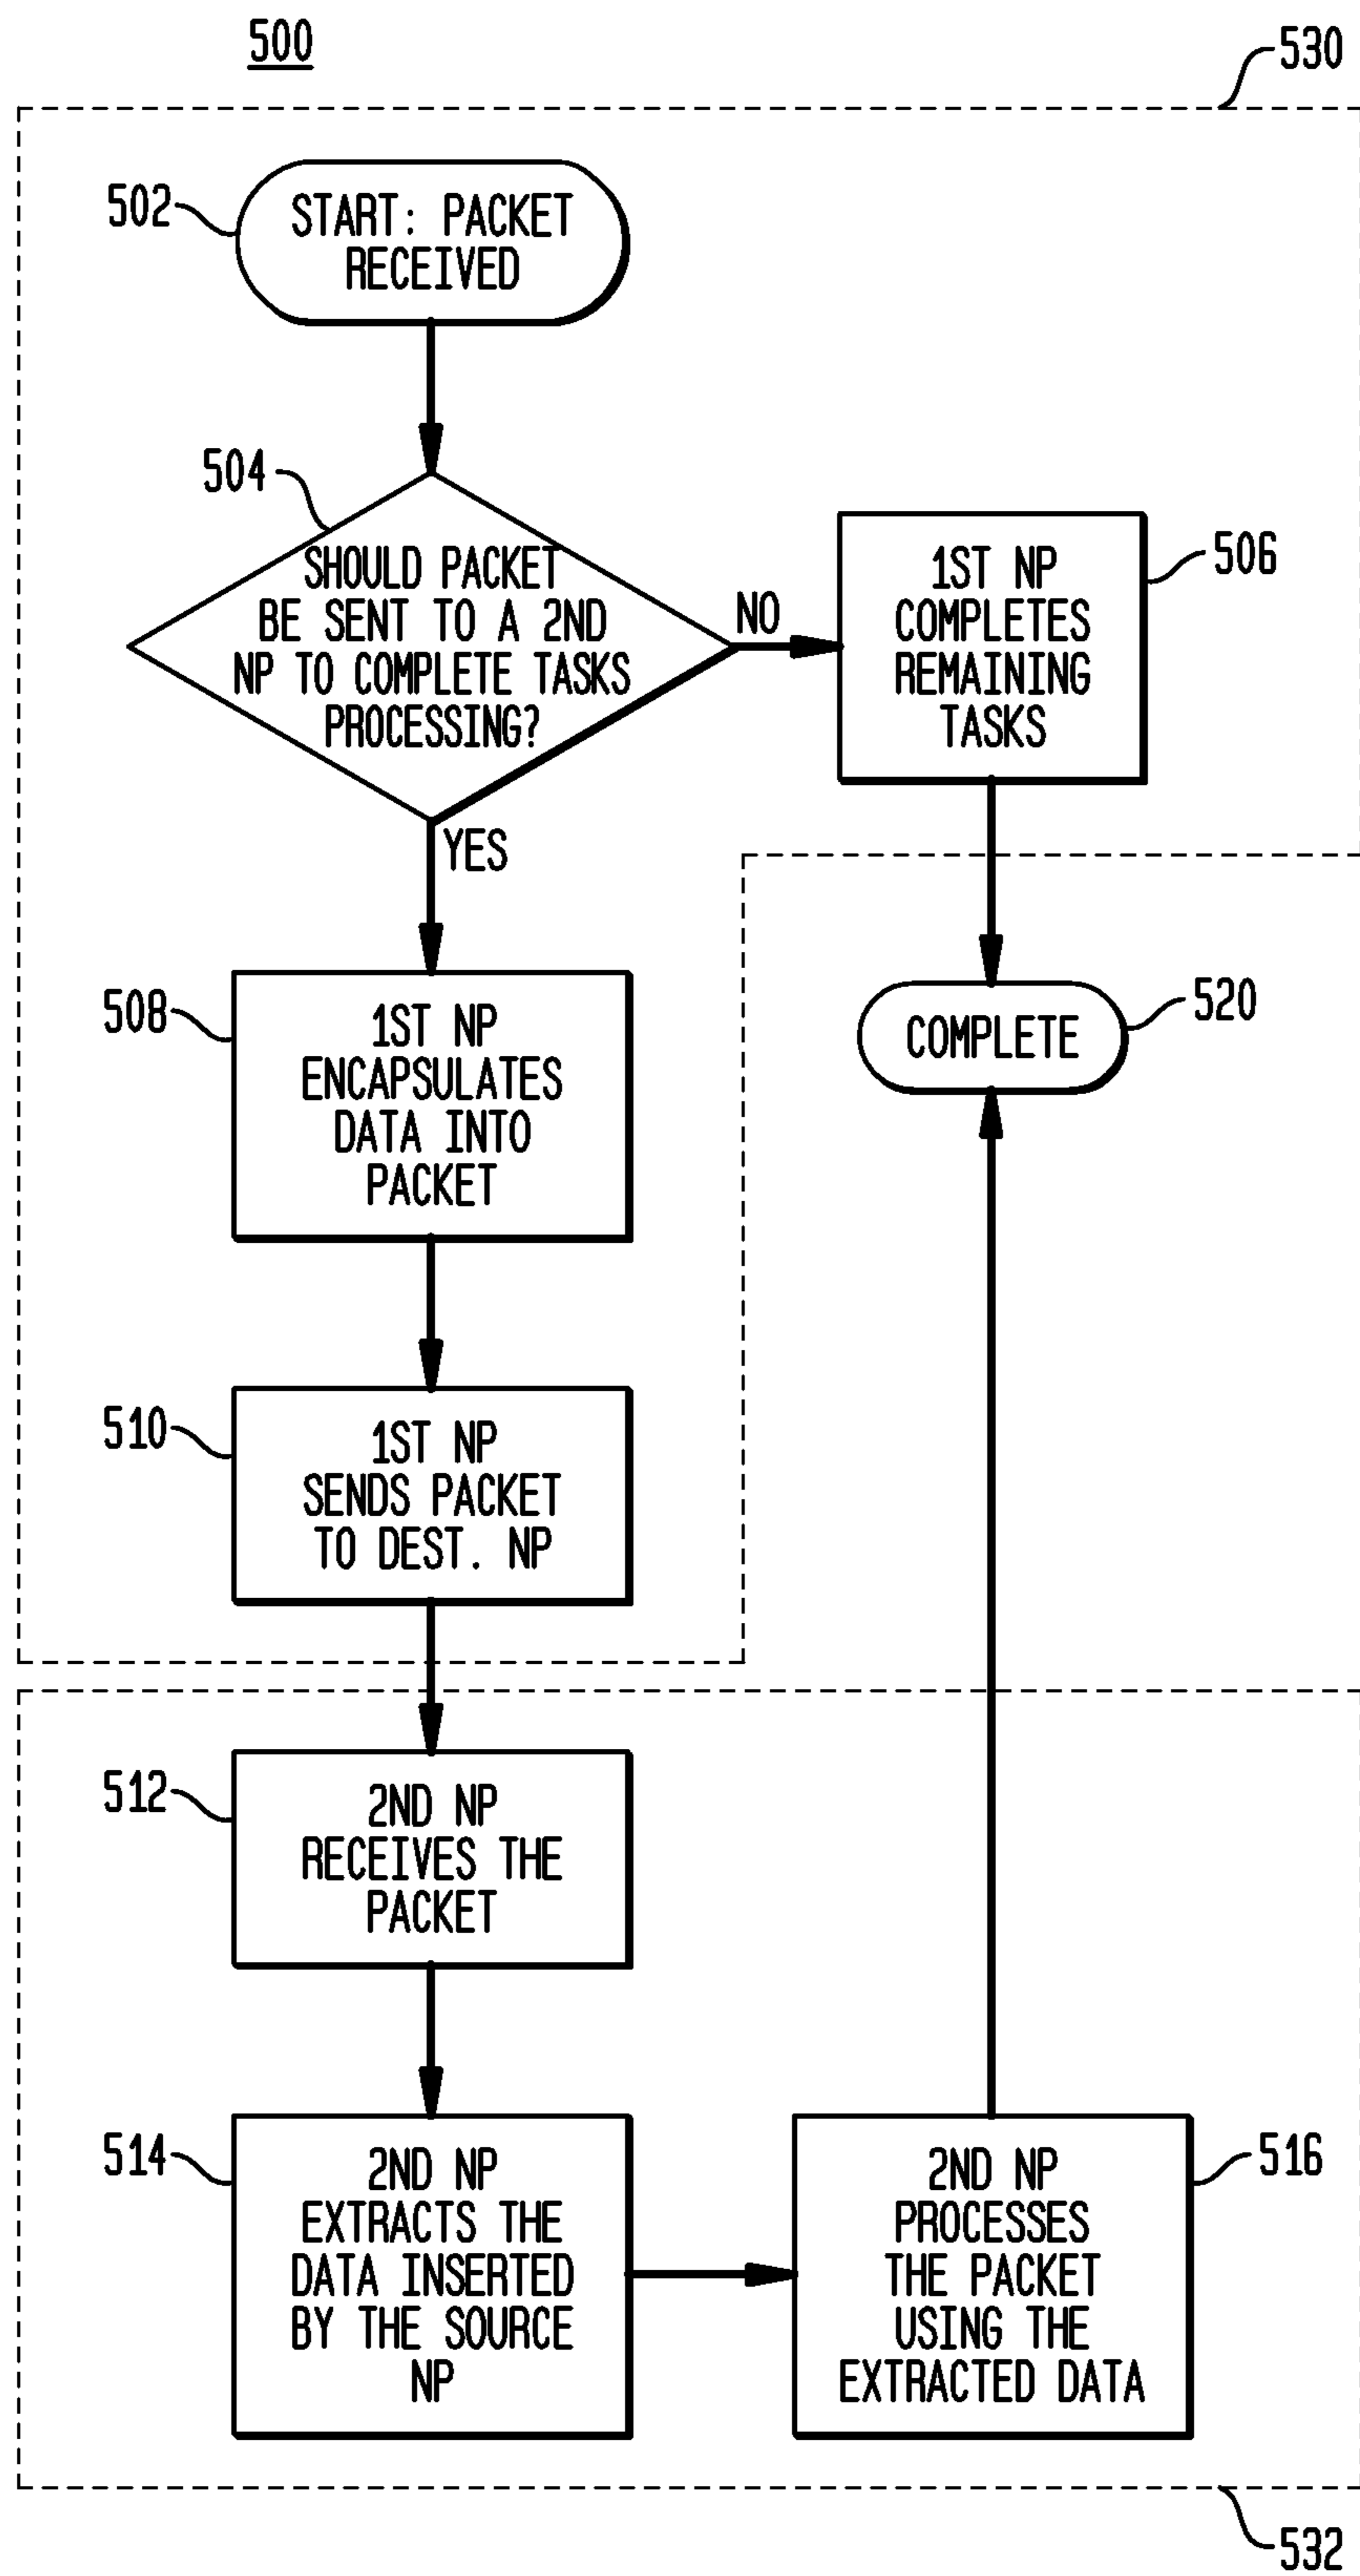 500
530
502
START: PACKET
RECEIVED
504
SHOULD PACKET
BE SENT TO A 2ND
NP TO COMPLETE TASKS
PROCESSING?
NO
506
1ST NP
COMPLETES
REMAINING
TASKS
YES
508
1ST NP
ENCAPSULATES
DATA INTO
PACKET
520
COMPLETE
510
1ST NP
SENDS PACKET
TO DEST. NP
512
2ND NP
RECEIVES THE
PACKET
514
2ND NP
EXTRACTS THE
DATA INSERTED
BY THE SOURCE
NP
516
2ND NP
PROCESSES
THE PACKET
USING THE
EXTRACTED DATA
532